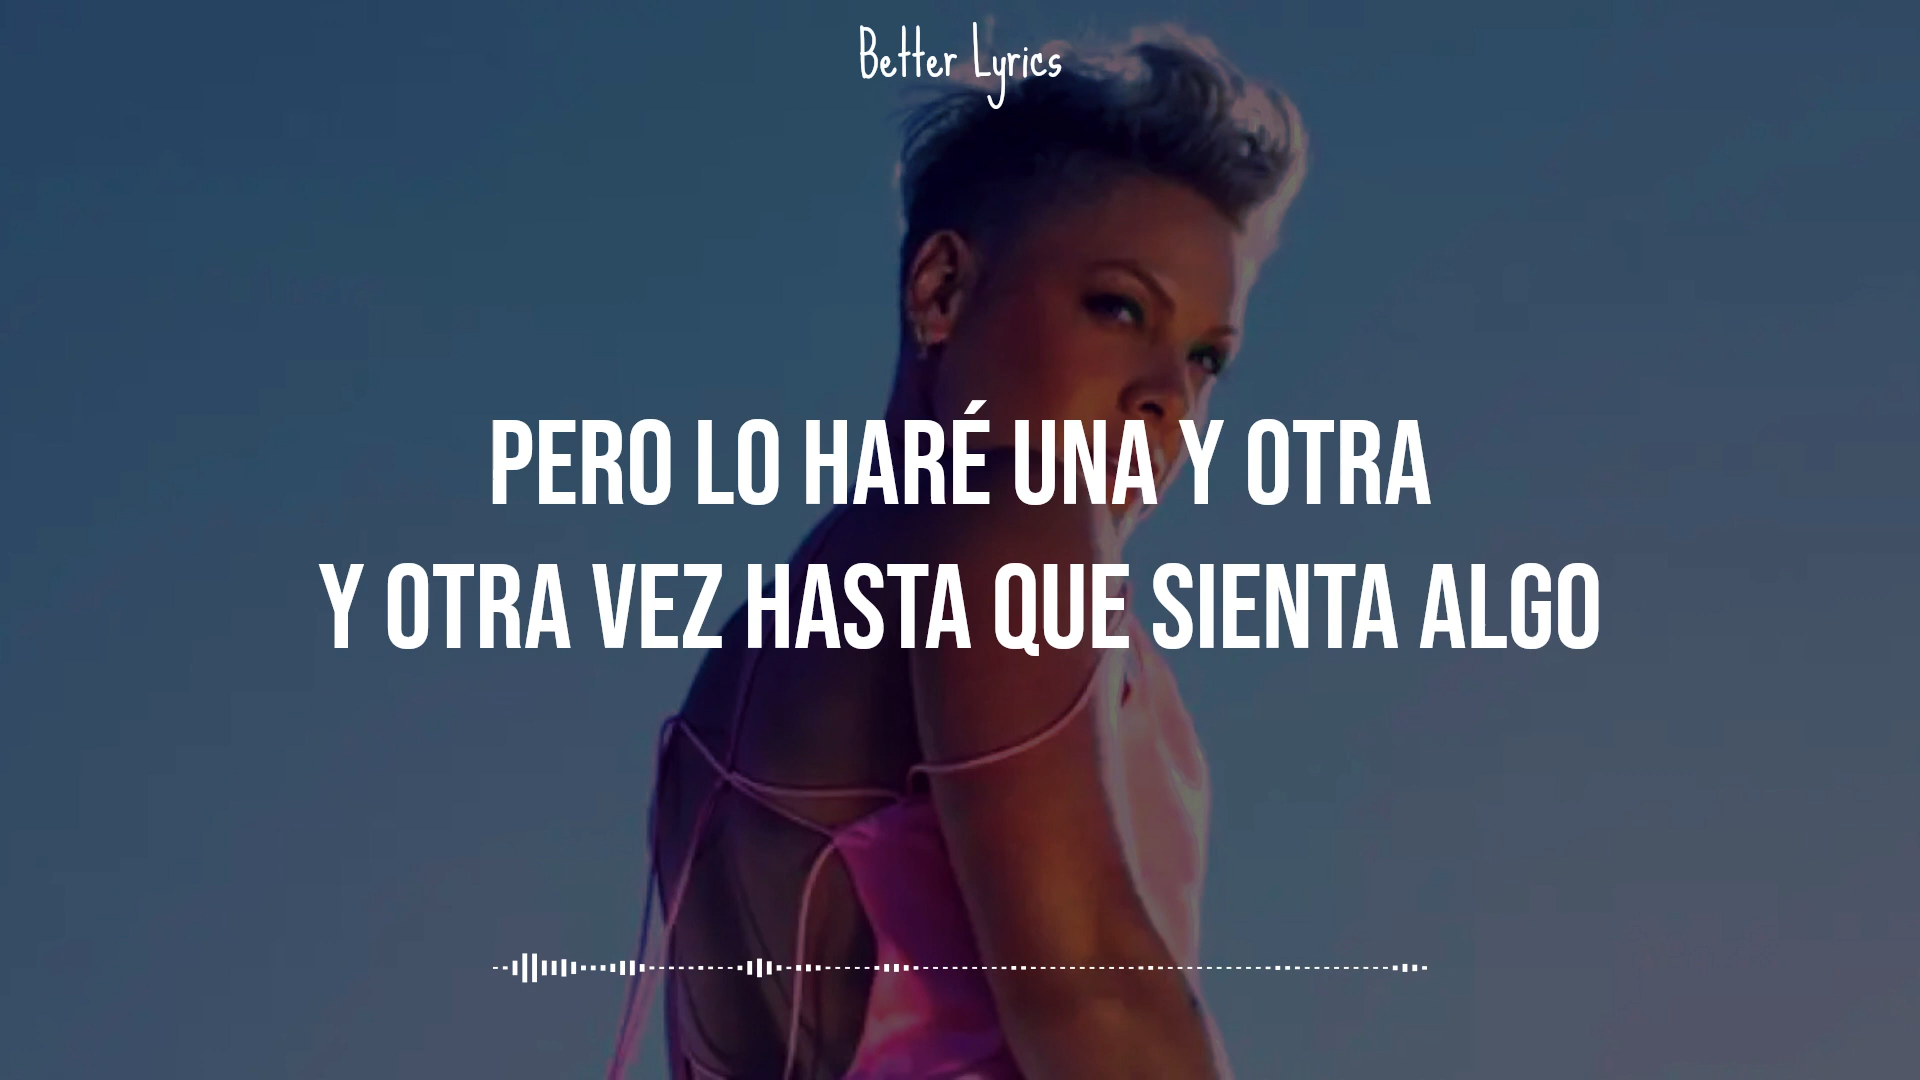 Better Lyrics
PERO LO HARÉ UNA Y OTRA
Y OTRA VEZ HASTA QUE SIENTA ALGO